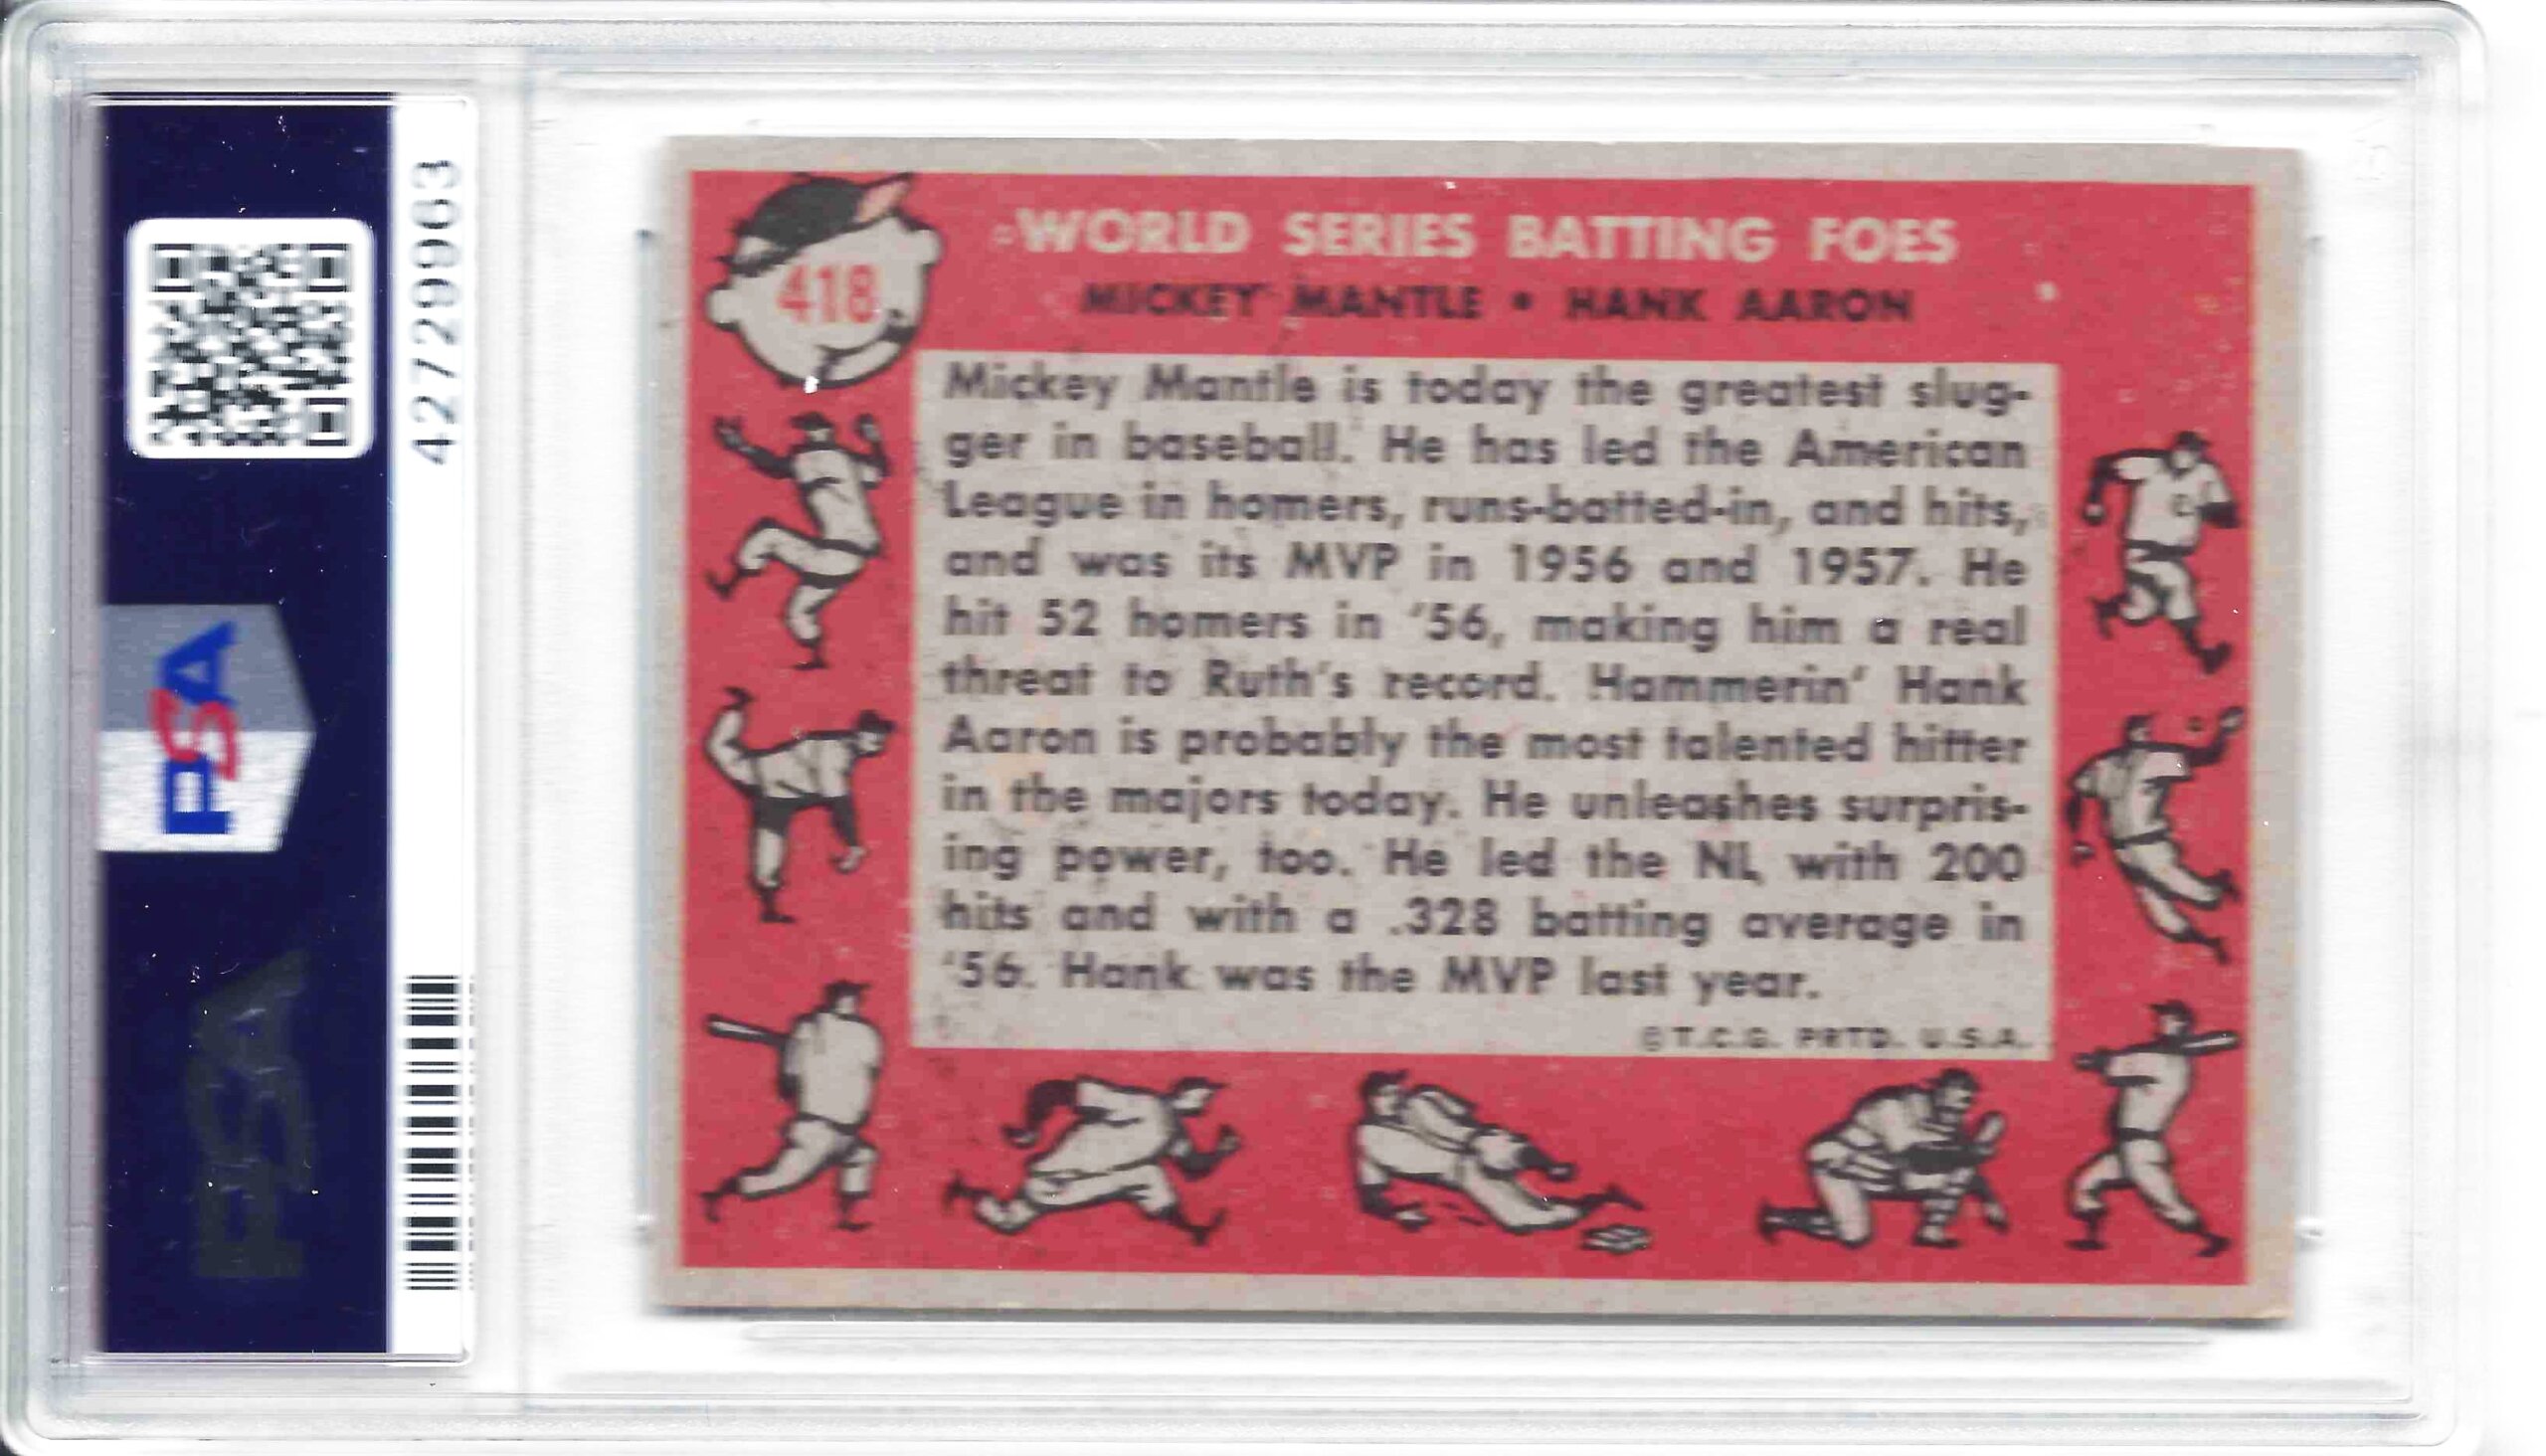 42729963
PSA
PSA
418
WORLD SERIES BATTING FOES
MICKEY MANTLE • HANK AARON
Mickey Mantle is today the greatest slug-
ger in baseball. He has led the American
League in homers, runs-batted-in, and hits,
and was its MVP in 1956 and 1957. He
hit 52 homers in '56, making him a real
threat to Ruth's record. Hammerin' Hank
Aaron is probably the most talented hitter
in the majors today. He unleashes surpris-
ing power, too. He led the NL with 200
hits and with a .328 batting average in
'56. Hank was the MVP last year.
© T.C.G. PRTD. U.S.A.